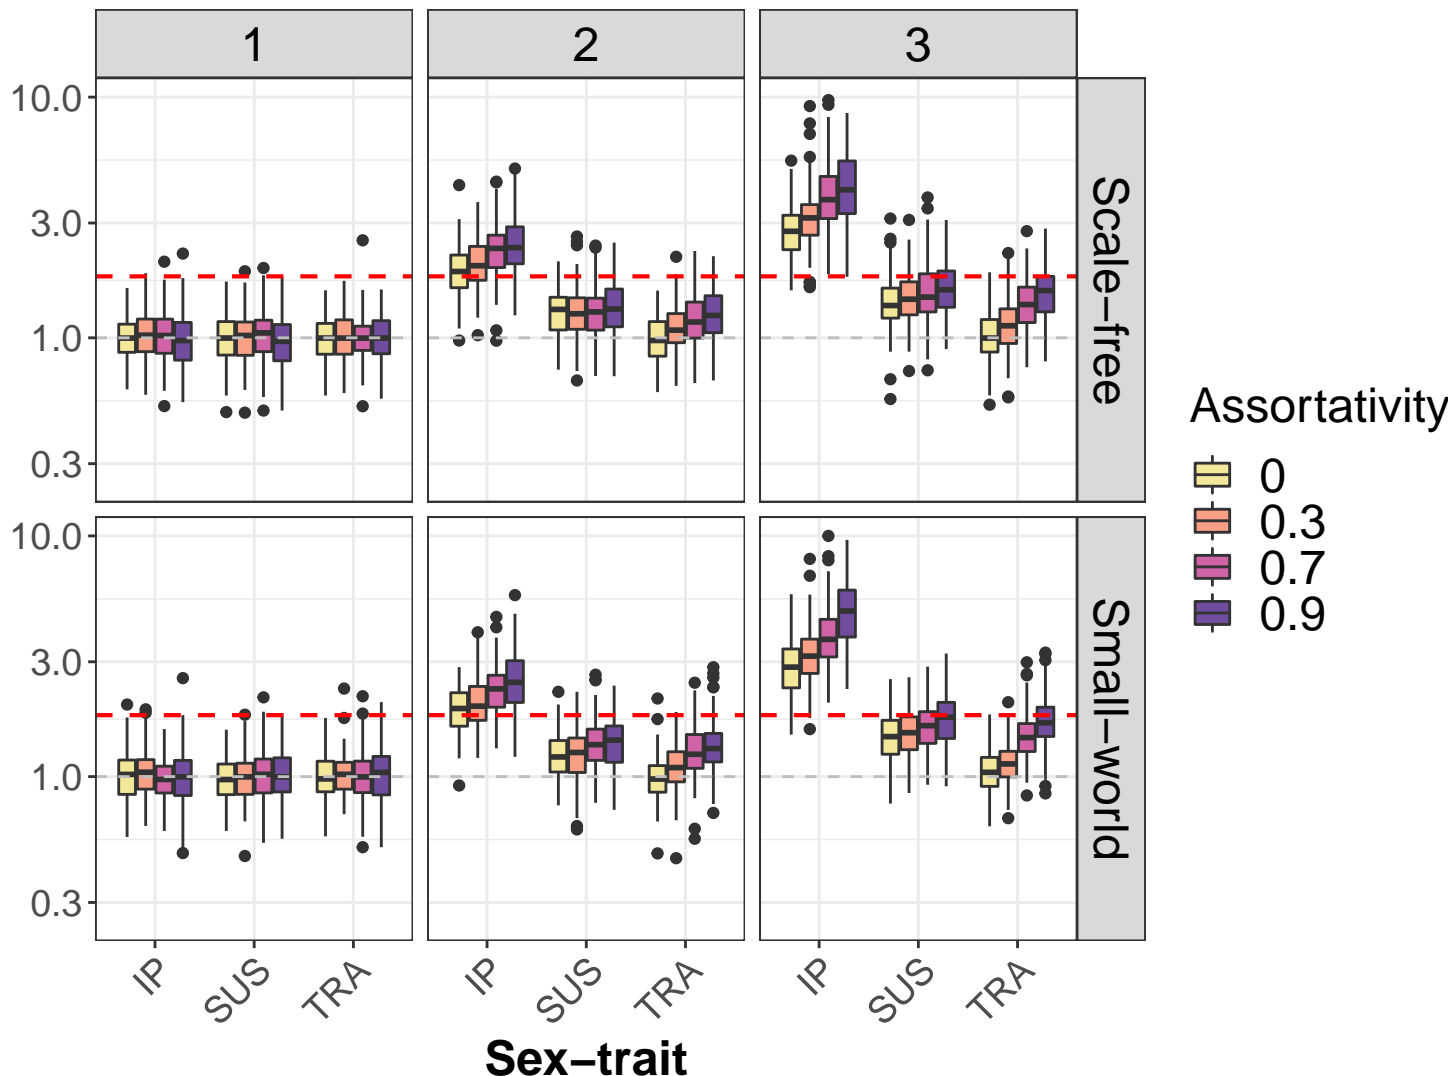 1 2 3
10.0
3.0
1.0
0.3
Scale−free
10.0
3.0
1.0
0.3
Small−world
IP SUS TRA IP SUS TRA IP SUS TRA
Sex−trait
Assortativity
0
0.3
0.7
0.9